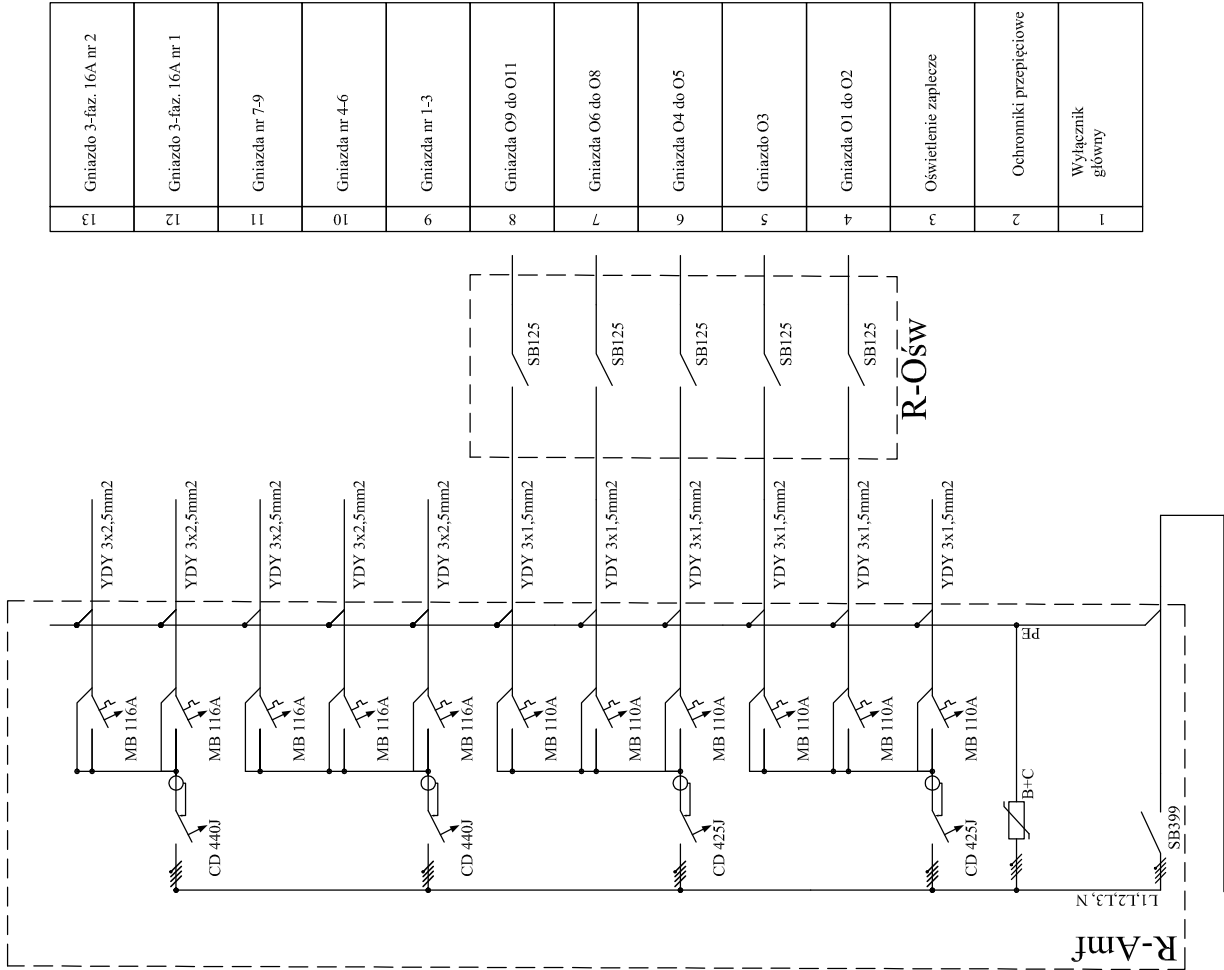 Gniazdo 3-faz. 16A nr 2
Gniazdo 3-faz. 16A nr 1
Gniazda nr 7-9
Gniazda nr 4-6
Gniazda nr 1-3
Gniazda O9 do O11
Gniazda O6 do O8
Gniazda O4 do O5
Gniazdo O3
Gniazda O1 do O2
Oświetlenie zaplecze
Ochronniki przepięciowe
Wyłącznik
główny
13
12
11
10
9
8
7
6
5
4
3
2
1
SB125
SB125
SB125
SB125
SB125
R-Ośw
YDY 3x2,5mm2
YDY 3x2,5mm2
YDY 3x2,5mm2
YDY 3x2,5mm2
YDY 3x2,5mm2
YDY 3x1,5mm2
YDY 3x1,5mm2
YDY 3x1,5mm2
YDY 3x1,5mm2
YDY 3x1,5mm2
YDY 3x1,5mm2
PE
MB 116A
MB 116A
MB 116A
MB 116A
MB 116A
MB 110A
MB 110A
MB 110A
MB 110A
MB 110A
MB 110A
CD 440J
CD 440J
CD 425J
CD 425J
B+C
SB399
L1,L2,L3, N
R-Amf